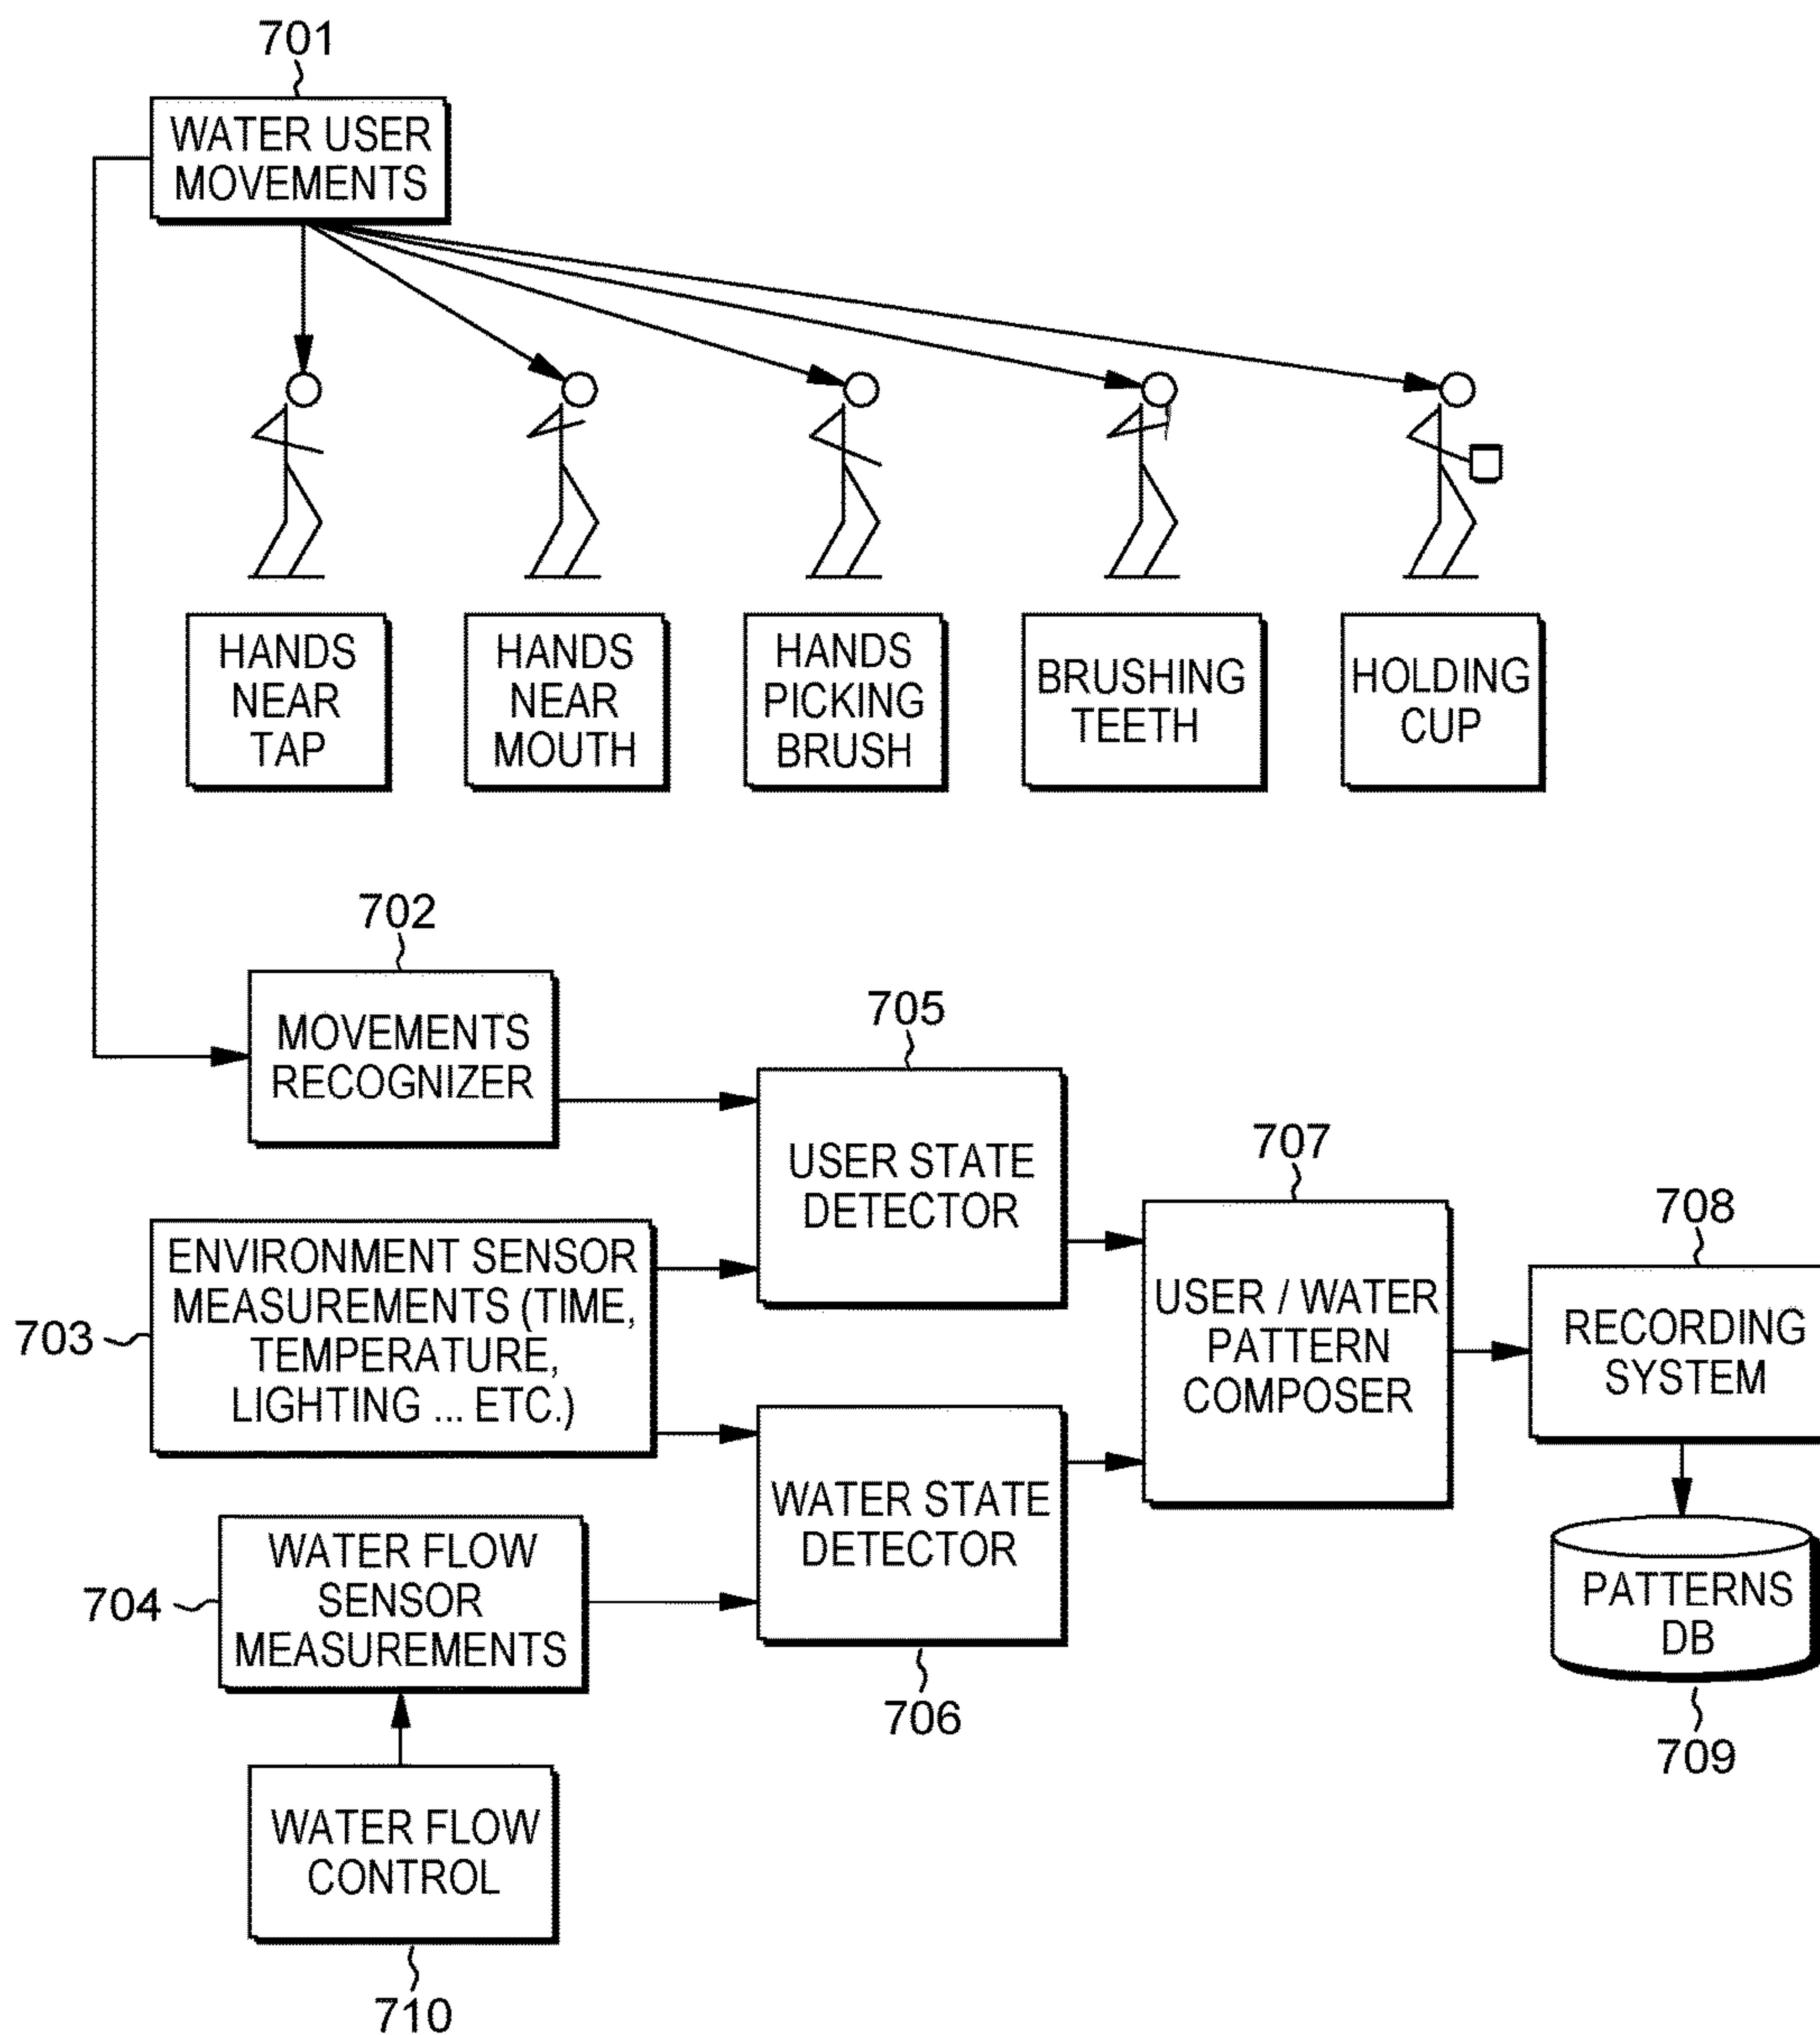 701
WATER USER
MOVEMENTS
HANDS
NEAR
TAP
HANDS
NEAR
MOUTH
HANDS
PICKING
BRUSH
BRUSHING
TEETH
HOLDING
CUP
702
MOVEMENTS
RECOGNIZER
703
ENVIRONMENT SENSOR
MEASUREMENTS (TIME,
TEMPERATURE,
LIGHTING ... ETC.)
704
WATER FLOW
SENSOR
MEASUREMENTS
WATER FLOW
CONTROL
710
705
USER STATE
DETECTOR
WATER STATE
DETECTOR
706
707
USER / WATER
PATTERN
COMPOSER
708
RECORDING
SYSTEM
PATTERNS
DB
709